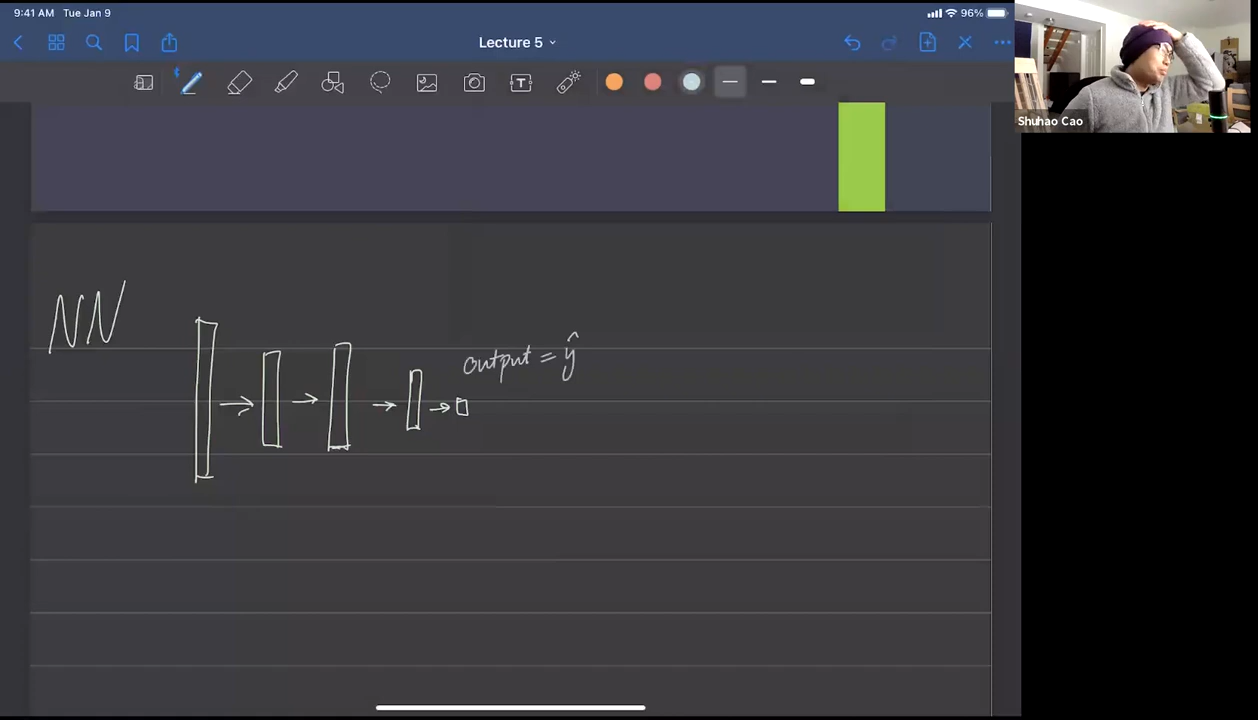 9:41 AM Tue Jan 9
96%
Lecture 5
T
Shuhao Cao
NN
output = ŷ